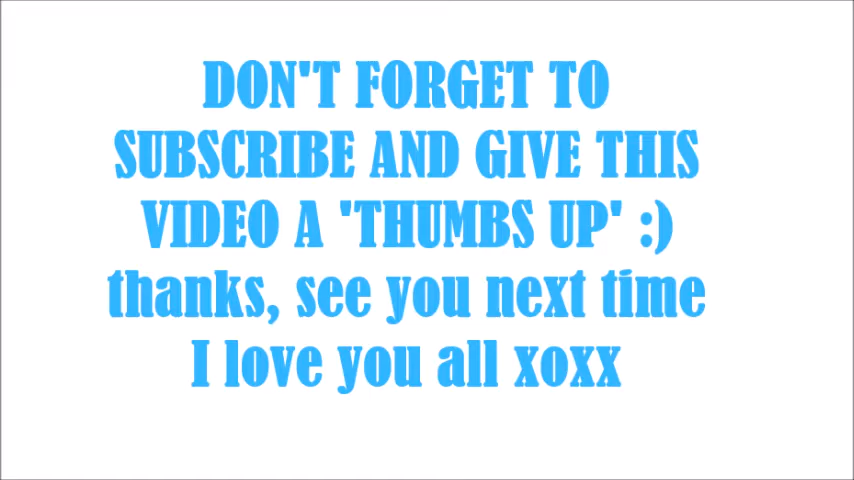 DON'T FORGET TO
SUBSCRIBE AND GIVE THIS
VIDEO A 'THUMBS UP' :)
thanks, see you next time
I love you all xoxx